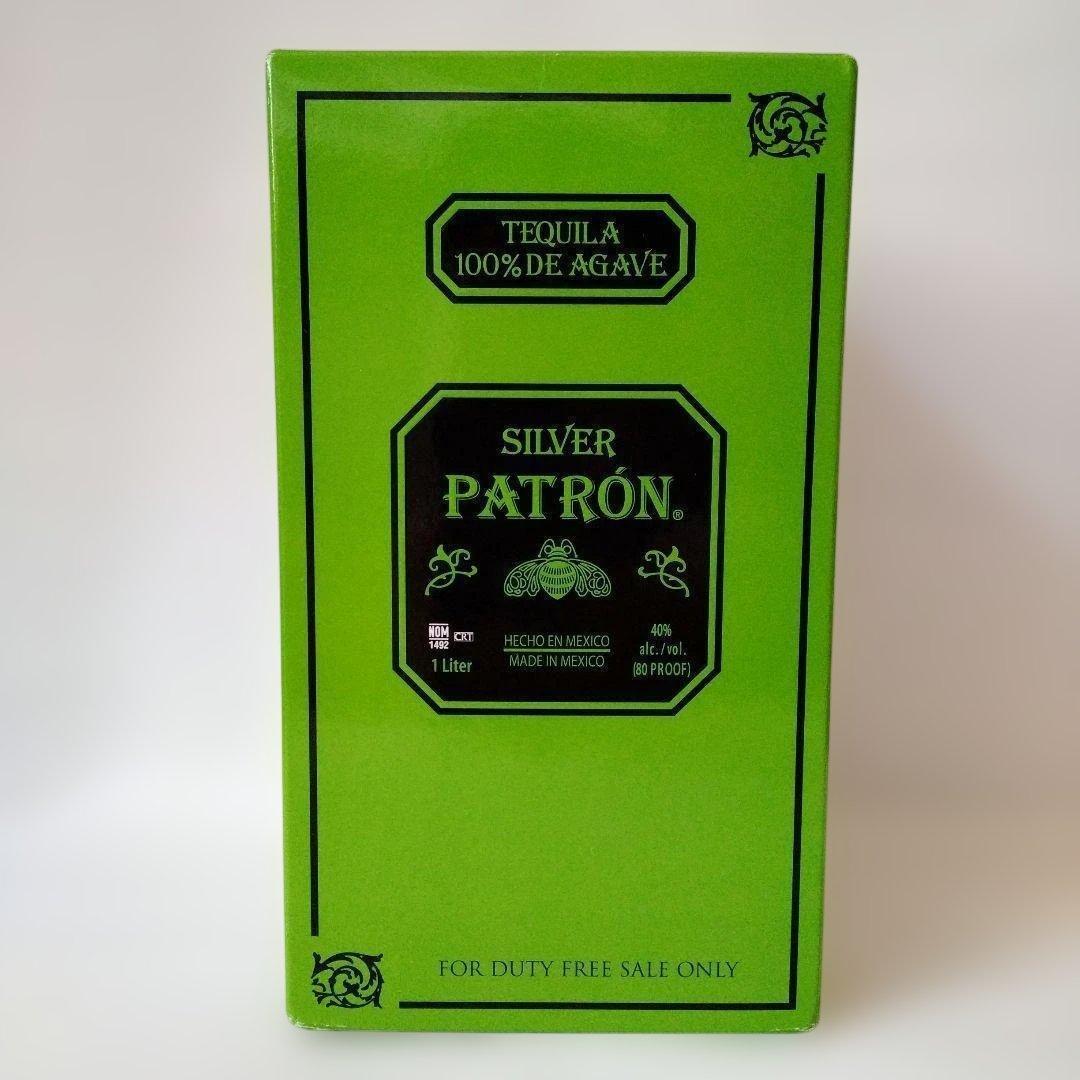 TEQUILA
100% DE AGAVE
SILVER
PATRÓN®
NOM
1492
CRT
1 Liter
HECHO EN MEXICO
MADE IN MEXICO
40%
alc./vol.
(80 PROOF)
FOR DUTY FREE SALE ONLY